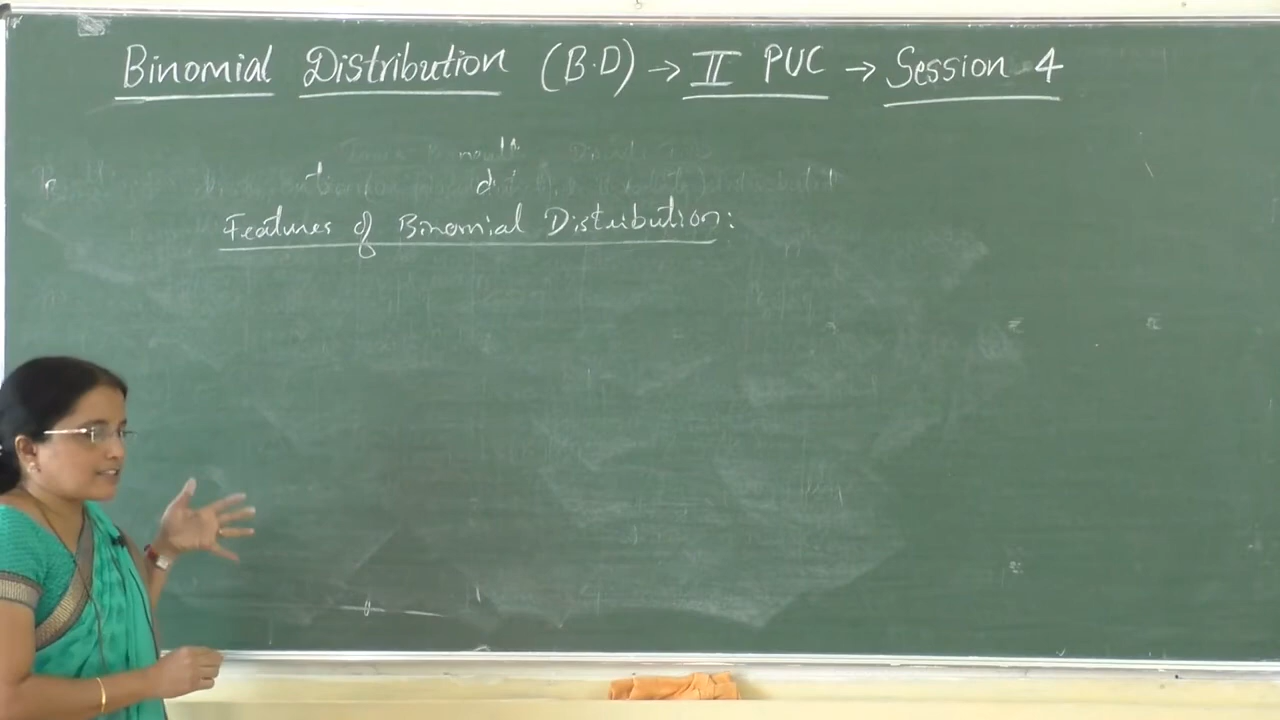 Binomial Distribution (B.D) → II PUC → Session 4
Features of Binomial Distribution: